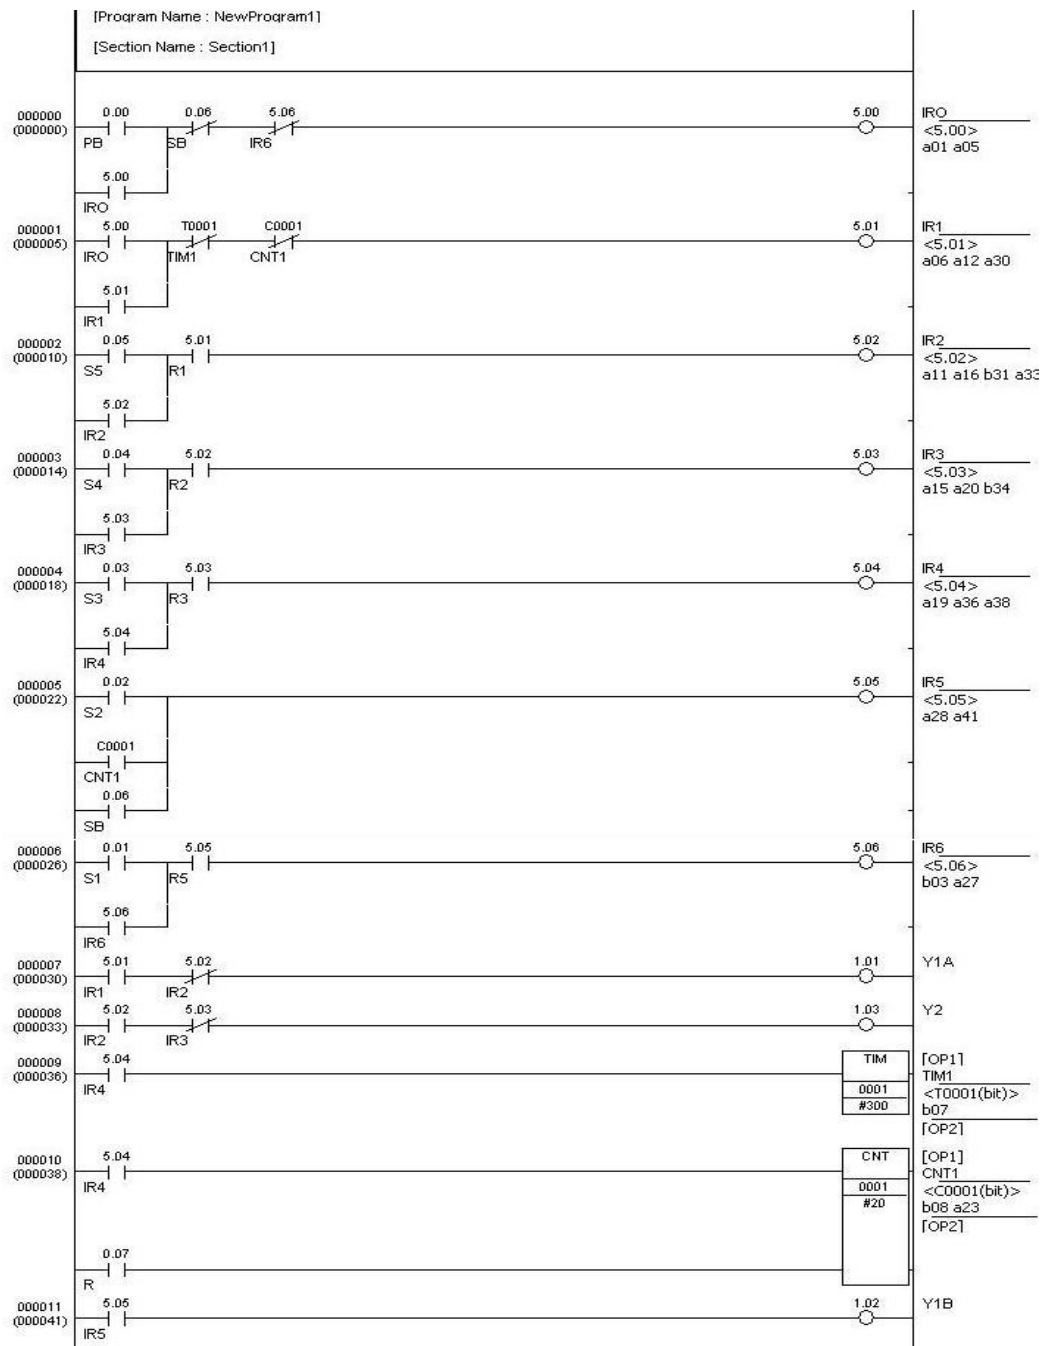 [Program Name : NewProgram1]
[Section Name : Section1]
000000
(000000)
0.00
0.06
5.06
5.00
PB
SB
IR6
IRO
<5.00>
a01 a05
5.00
IRO
000001
(000005)
5.00
T0001
C0001
5.01
IRO
TIM1
CNT1
IR1
<5.01>
a06 a12 a30
5.01
IR1
000002
(000010)
0.05
5.01
5.02
S5
R1
IR2
<5.02>
a11 a16 b31 a33
5.02
IR2
000003
(000014)
0.04
5.02
5.03
S4
R2
IR3
<5.03>
a15 a20 b34
5.03
IR3
000004
(000018)
0.03
5.03
5.04
S3
R3
IR4
<5.04>
a19 a36 a38
5.04
IR4
000005
(000022)
0.02
5.05
S2
IR5
<5.05>
a28 a41
C0001
CNT1
0.06
SB
000006
(000026)
0.01
5.05
5.06
S1
R5
IR6
<5.06>
b03 a27
5.06
IR6
000007
(000030)
5.01
5.02
1.01
IR1
IR2
Y1A
000008
(000033)
5.02
5.03
1.03
IR2
IR3
Y2
000009
(000036)
5.04
IR4
TIM
0001
#300
[OP1]
TIM1
<T0001(bit)>
b07
[OP2]
000010
(000038)
5.04
IR4
CNT
0001
#20
[OP1]
CNT1
<C0001(bit)>
b08 a23
[OP2]
0.07
R
000011
(000041)
5.05
1.02
IR5
Y1B